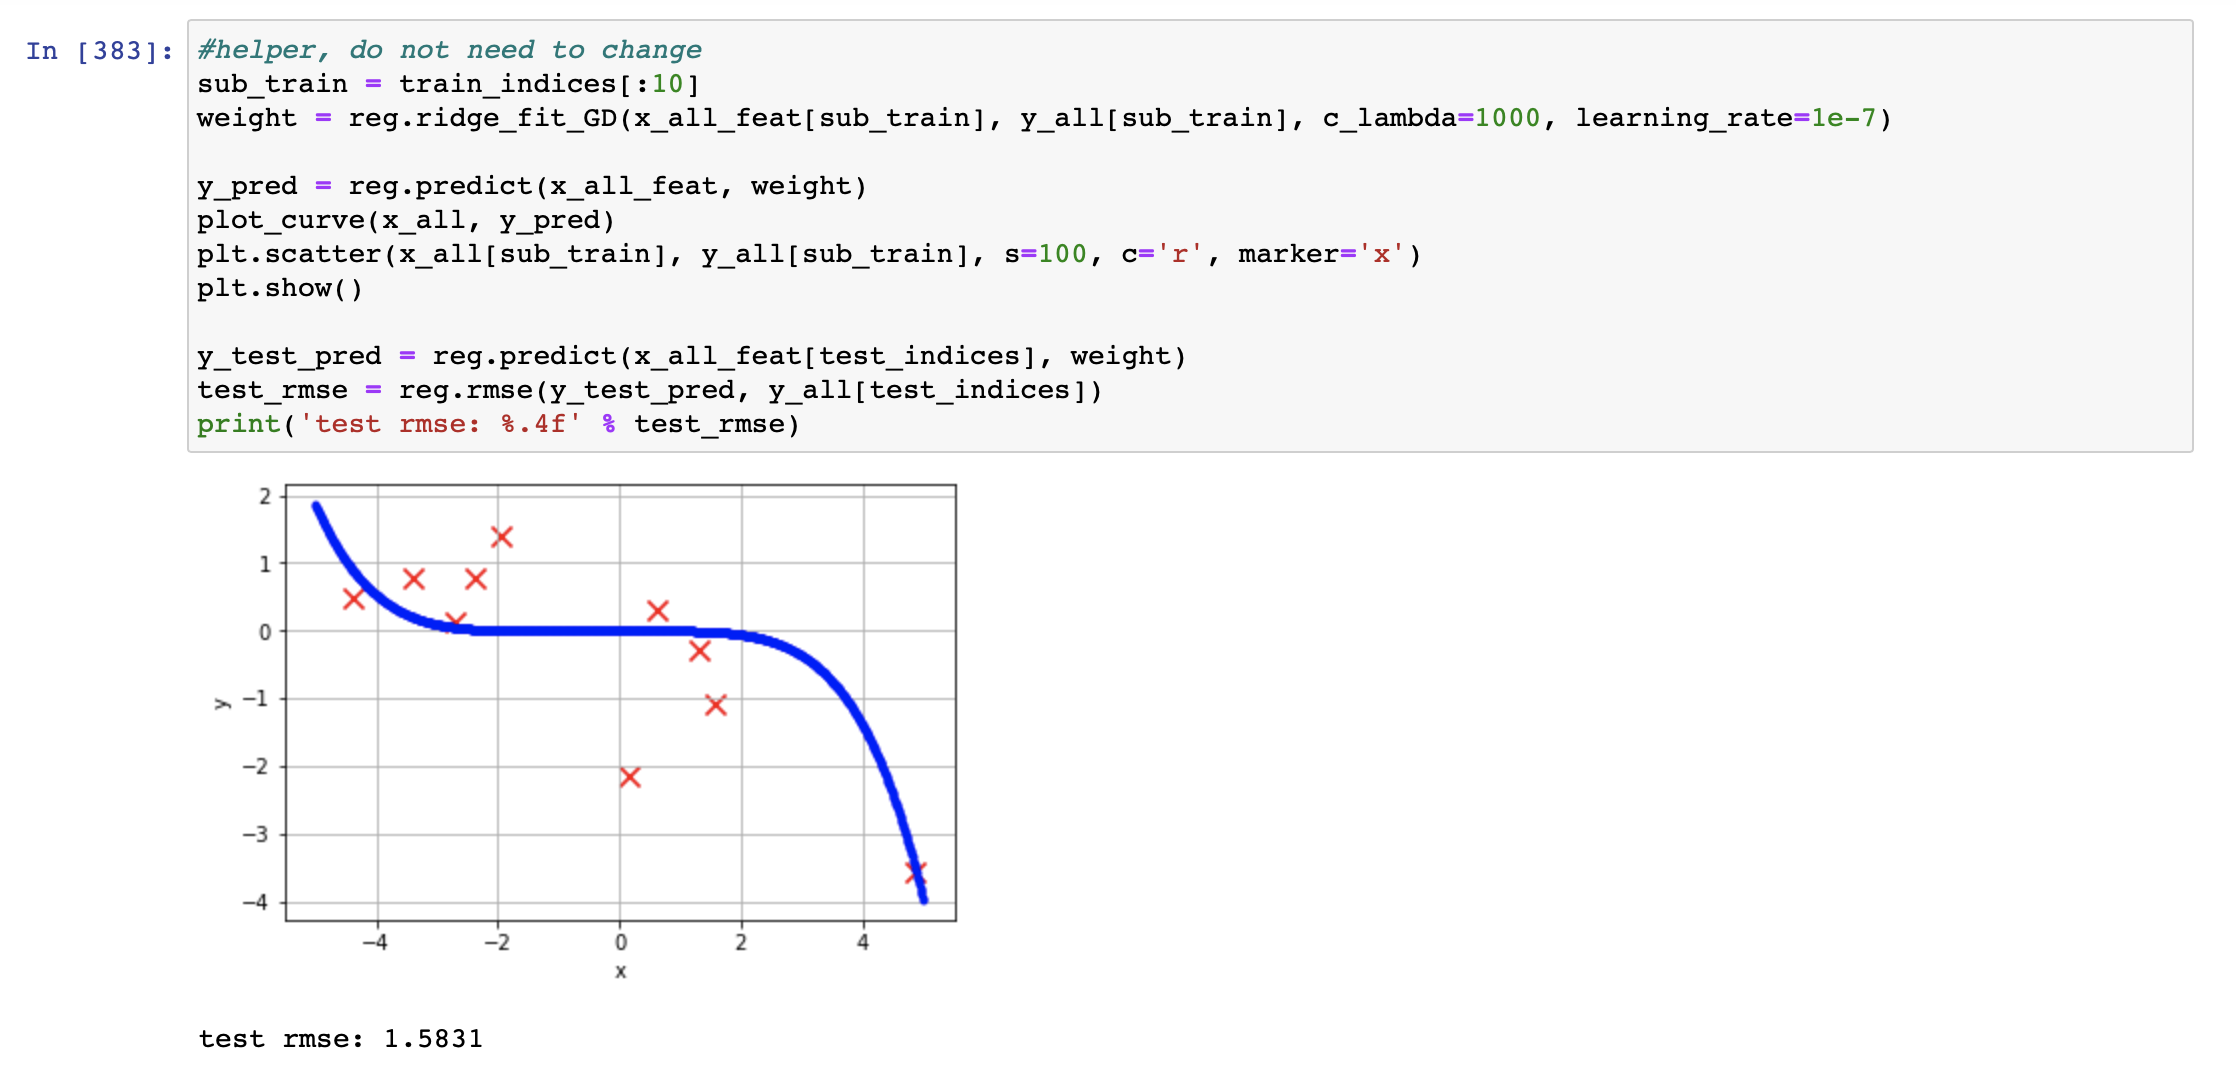 In [383]:
#helper, do not need to change
sub_train = train_indices[:10]
weight = reg.ridge_fit_GD(x_all_feat[sub_train], y_all[sub_train], c_lambda=1000, learning_rate=1e-7)
y_pred = reg.predict(x_all_feat, weight)
plot_curve(x_all, y_pred)
plt.scatter(x_all[sub_train], y_all[sub_train], s=100, c='r', marker='x')
plt.show()
y_test_pred = reg.predict(x_all_feat[test_indices], weight)
test_rmse = reg.rmse(y_test_pred, y_all[test_indices])
print('test rmse: %.4f' % test_rmse)
2
1
0
−1
−2
−3
−4
y
−4 −2 0 2 4
x
test rmse: 1.5831